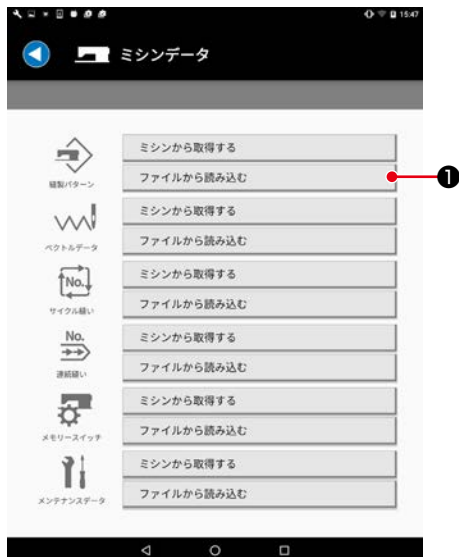 15:47
ミシンデータ
ミシンから取得する
ファイルから読み込む
縫製パターン
ミシンから取得する
ファイルから読み込む
ベクトルデータ
No.
ミシンから取得する
ファイルから読み込む
サイクル縫い
No.
ミシンから取得する
ファイルから読み込む
連続縫い
ミシンから取得する
ファイルから読み込む
メモリースイッチ
ミシンから取得する
ファイルから読み込む
メンテナンスデータ
❶